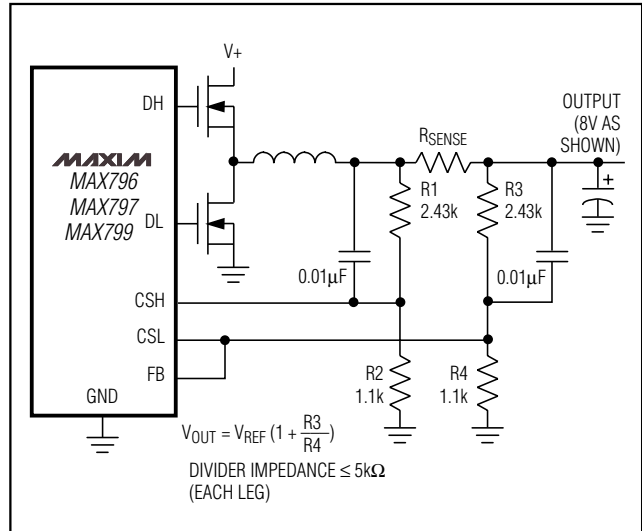 V+
DH
OUTPUT
(8V AS
SHOWN)
RSENSE
MAXIM
MAX796
MAX797
MAX799
DL
R1
2.43k
R3
2.43k
+
0.01µF
0.01µF
CSH
CSL
FB
R2
1.1k
R4
1.1k
GND
VOUT = VREF (1 + R3/R4)
DIVIDER IMPEDANCE ≤ 5kΩ
(EACH LEG)